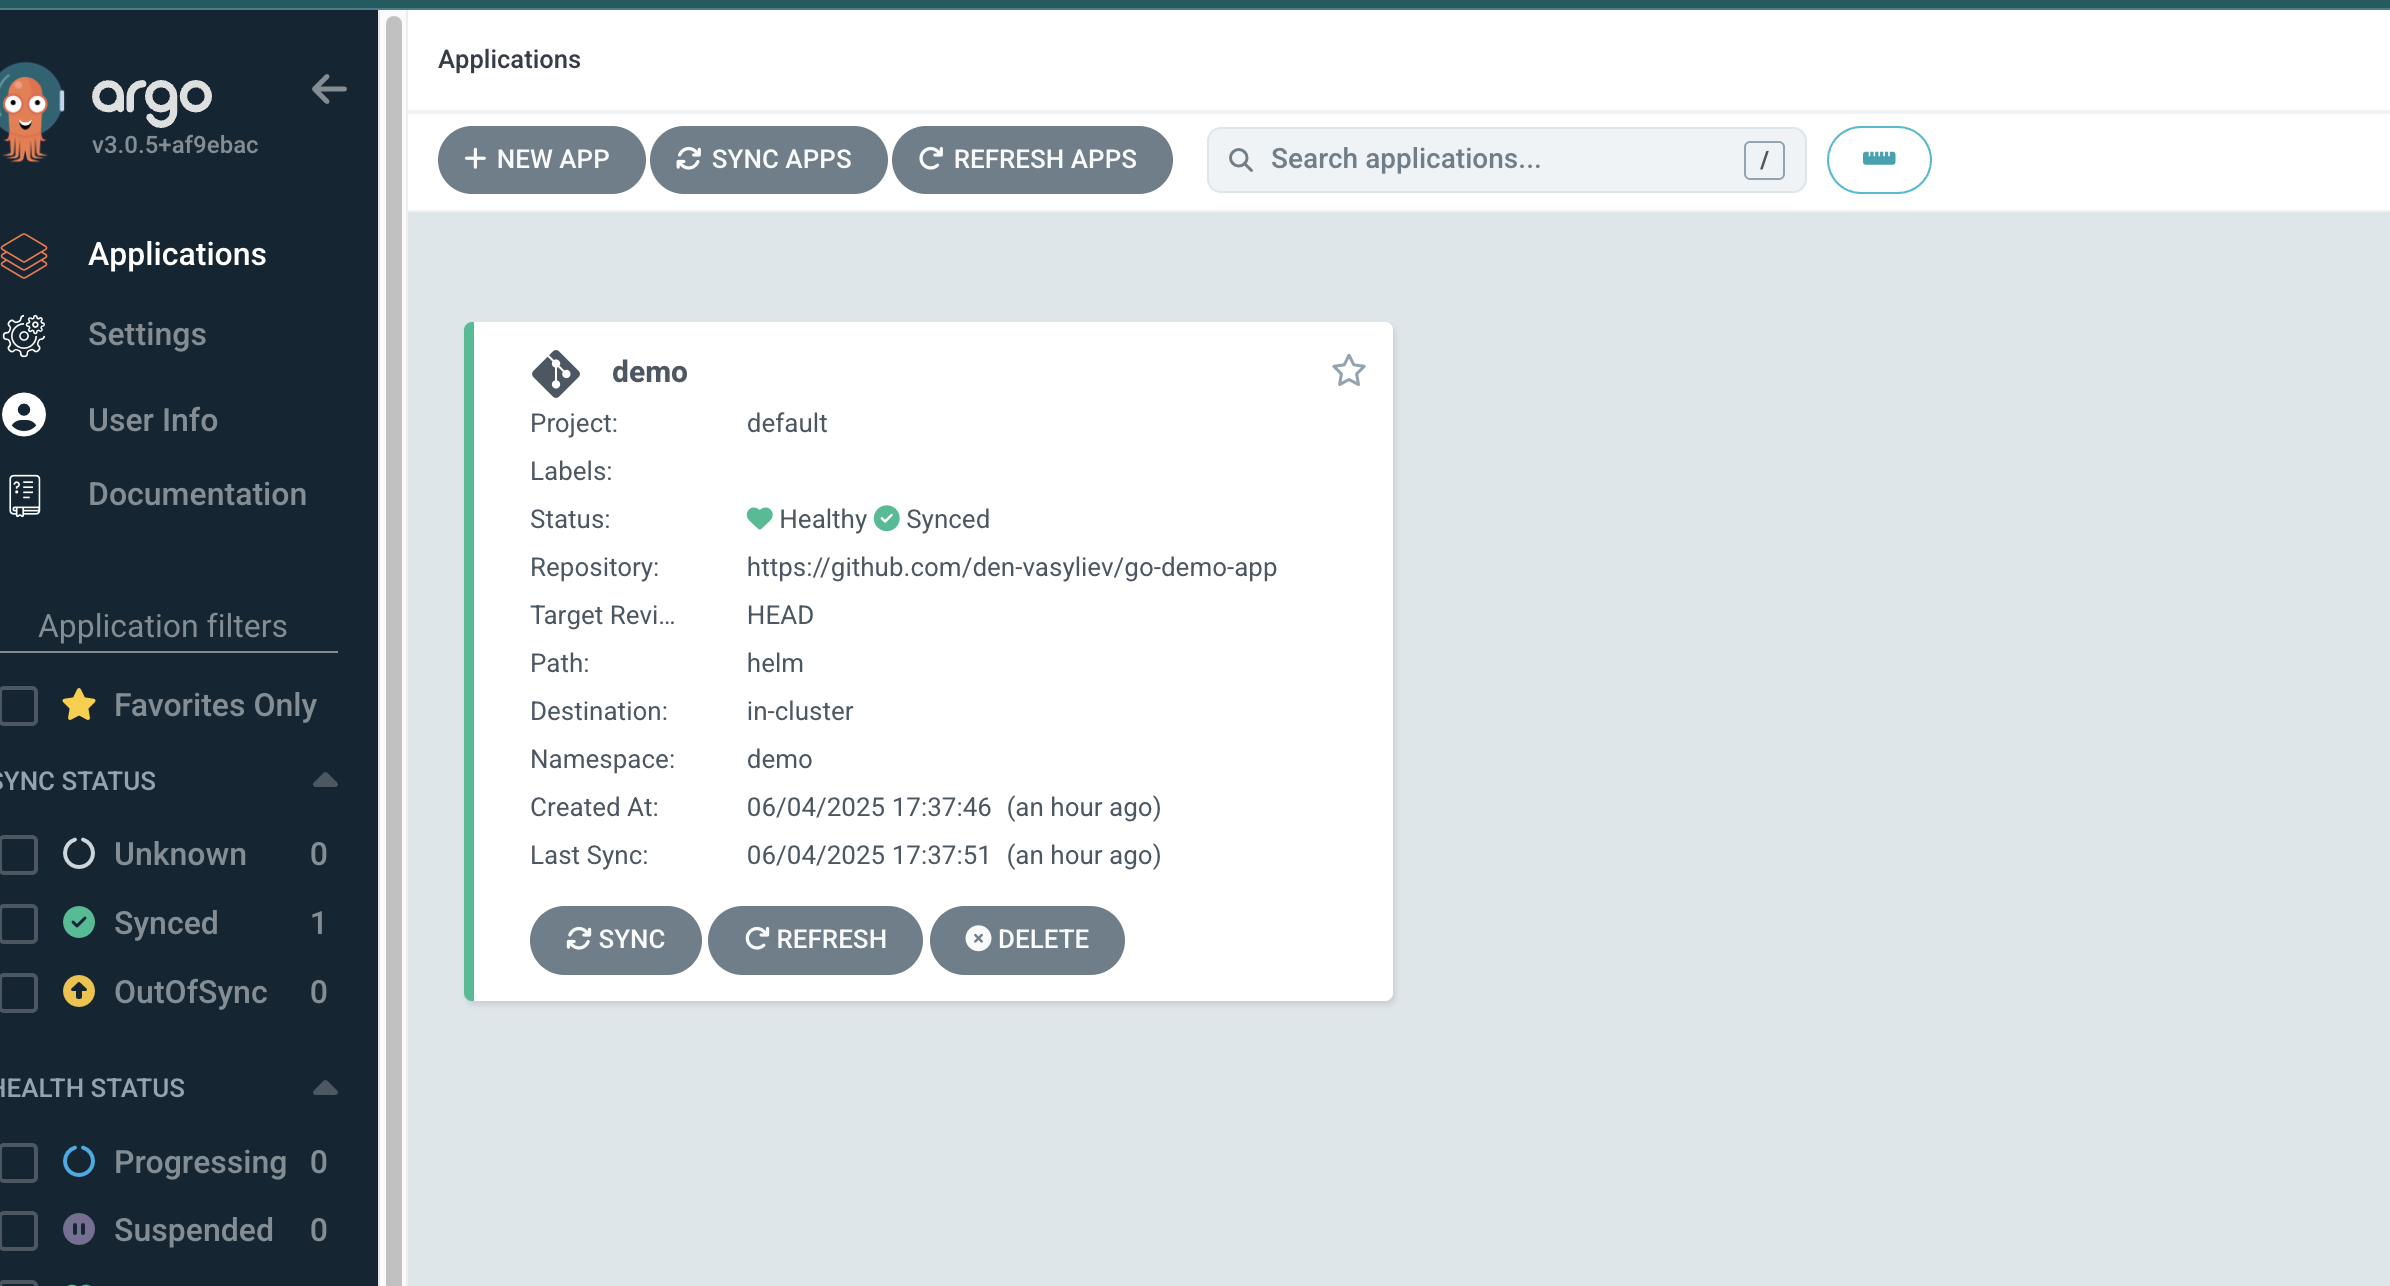 argo
v3.0.5+af9ebac
Applications
Settings
User Info
Documentation
Application filters
Favorites Only
SYNC STATUS
Unknown 0
Synced 1
OutOfSync 0
HEALTH STATUS
Progressing 0
Suspended 0
Applications
NEW APP SYNC APPS REFRESH APPS Search applications... /
demo
Project: default
Labels:
Status: Healthy Synced
Repository: https://github.com/den-vasyliev/go-demo-app
Target Revi... HEAD
Path: helm
Destination: in-cluster
Namespace: demo
Created At: 06/04/2025 17:37:46 (an hour ago)
Last Sync: 06/04/2025 17:37:51 (an hour ago)
SYNC REFRESH DELETE